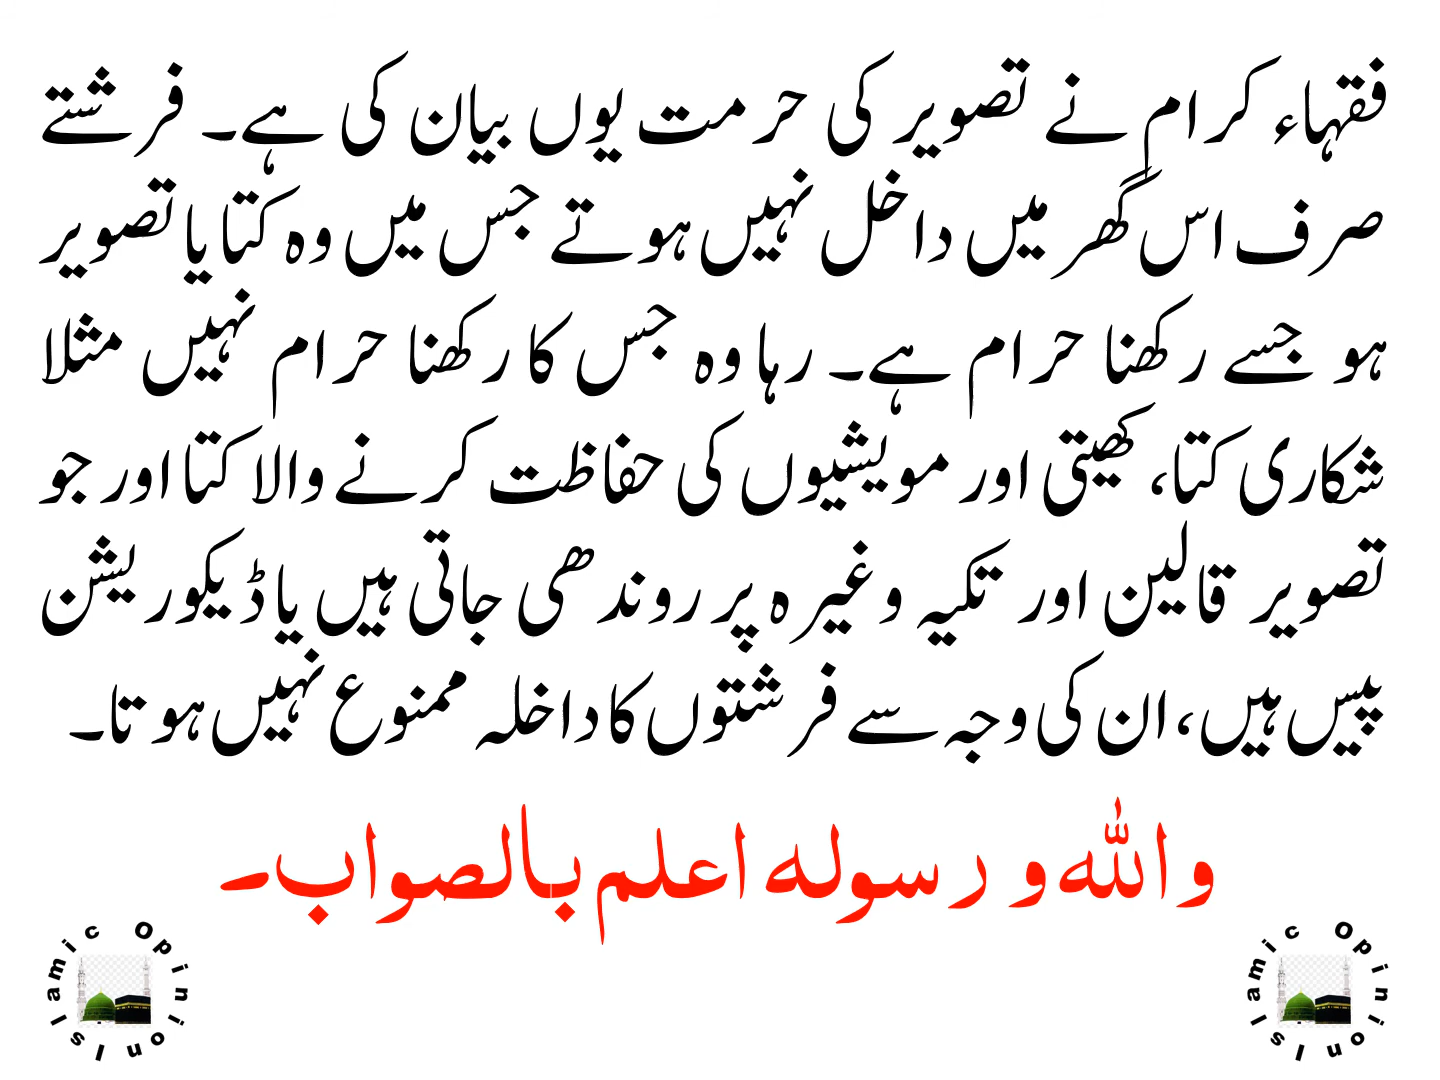 فقہاء کرام نے تصویر کی حرمت یوں بیان کی ہے۔ فرشتے
صرف اس گھر میں داخل نہیں ہوتے جس میں وہ کتا یا تصویر
ہو جسے رکھنا حرام ہے۔ رہا وہ جس کا رکھنا حرام نہیں مثلا
شکاری کتا، کھیتی اور مویشیوں کی حفاظت کرنے والا کتا اور جو
تصویر قالین اور تکیہ وغیرہ پر روندھی جاتی ہیں یا ڈیکوریشن
پیس ہیں، ان کی وجہ سے فرشتوں کا داخلہ ممنوع نہیں ہوتا۔
واللہ و رسولہ اعلم بالصواب۔
Islamic Opinion
Islamic Opinion